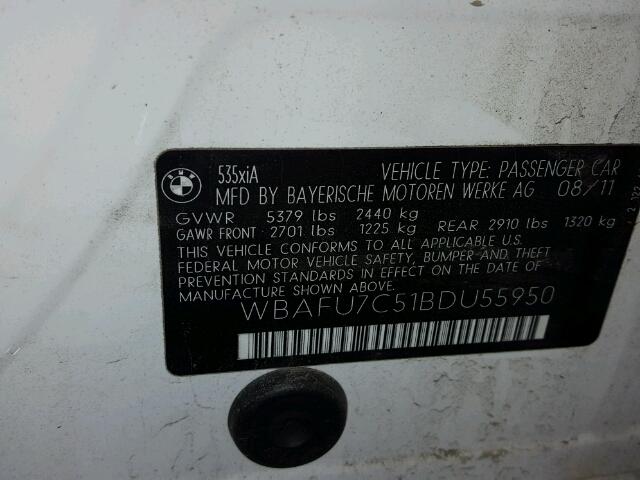 BMW
535xiA
VEHICLE TYPE: PASSENGER CAR
MFD BY BAYERISCHE MOTOREN WERKE AG 08/11
GVWR 5379 lbs 2440 kg
GAWR FRONT 2701 lbs 1225 kg REAR 2910 lbs 1320 kg
THIS VEHICLE CONFORMS TO ALL APPLICABLE U.S.
FEDERAL MOTOR VEHICLE SAFETY, BUMPER AND THEFT
PREVENTION STANDARDS IN EFFECT ON THE DATE OF
MANUFACTURE SHOWN ABOVE.
WBAFU7C51BDU55950